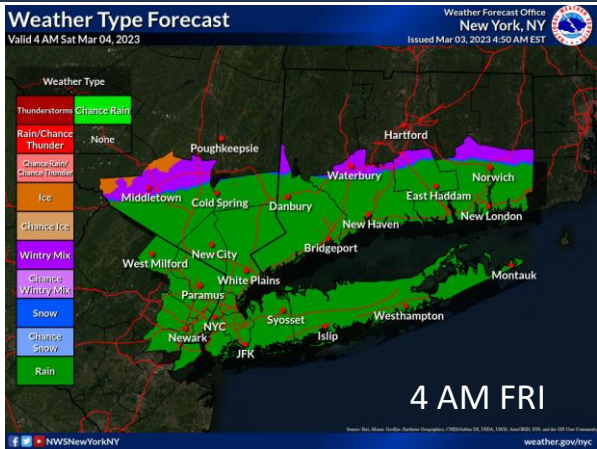 Weather Type Forecast
Valid 4 AM Sat Mar 04, 2023
Weather Forecast Office
New York, NY
Issued Mar 03, 2023 4:50 AM EST
Weather Type
Thunderstorms
Chance Rain
Rain/Chance
Thunder
None
Chance Rain/
Chance Thunder
Ice
Chance Ice
Wintry Mix
Chance
Wintry Mix
Snow
Chance
Snow
Rain
Poughkeepsie
Hartford
Waterbury
Norwich
Middletown
Cold Spring
Danbury
East Haddam
New Haven
New London
Bridgeport
West Milford
New City
White Plains
Montauk
Paramus
NYC
Syosset
Westhampton
Newark
Islip
JFK
4 AM FRI
NWSNewYorkNY
weather.gov/nyc